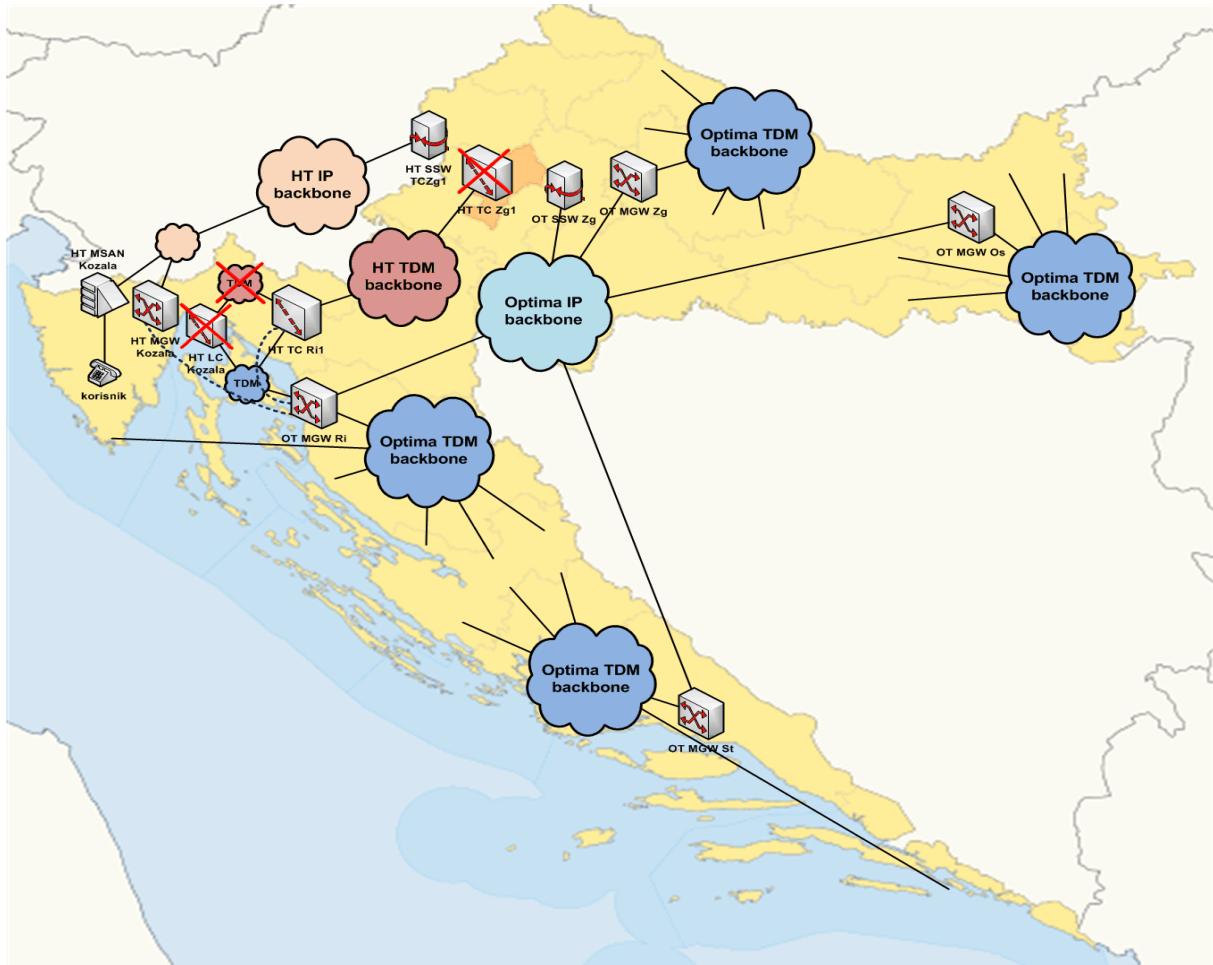 Optima TDM
backbone
HT SSW
TCZg1
HT IP
backbone
HT TC Zg1
OT SSW Zg
OT MGW Zg
OT MGW Os
HT MSAN
Kozala
HT TDM
backbone
Optima TDM
backbone
TDM
Optima IP
backbone
HT MGW
Kozala
HT LC
Kozala
HT TC Ri1
TDM
korisnik
OT MGW Ri
Optima TDM
backbone
Optima TDM
backbone
OT MGW St